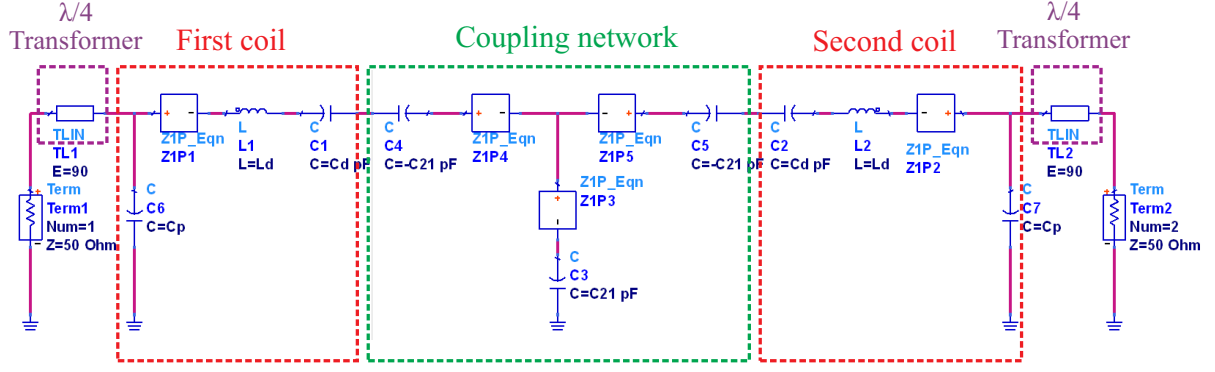 λ/4
Transformer
First coil
Coupling network
Second coil
λ/4
Transformer
TLIN
TL1
E=90
Term
Term1
Num=1
Z=50 Ohm
+
-
C
C6
C=Cp
+
-
Z1P_Eqn
Z1P1
L
L1
L=Ld
C
C1
C=Cd pF
C
C4
C=-C21 pF
+
-
Z1P_Eqn
Z1P4
+
-
Z1P_Eqn
Z1P5
Z1P_Eqn
Z1P3
+
-
C
C3
C=C21 pF
C
C5
C=-C21 pF
C
C2
C=Cd pF
L
L2
L=Ld
+
-
Z1P_Eqn
Z1P2
C
C7
C=Cp
TLIN
TL2
E=90
Term
Term2
Num=2
Z=50 Ohm
+
-